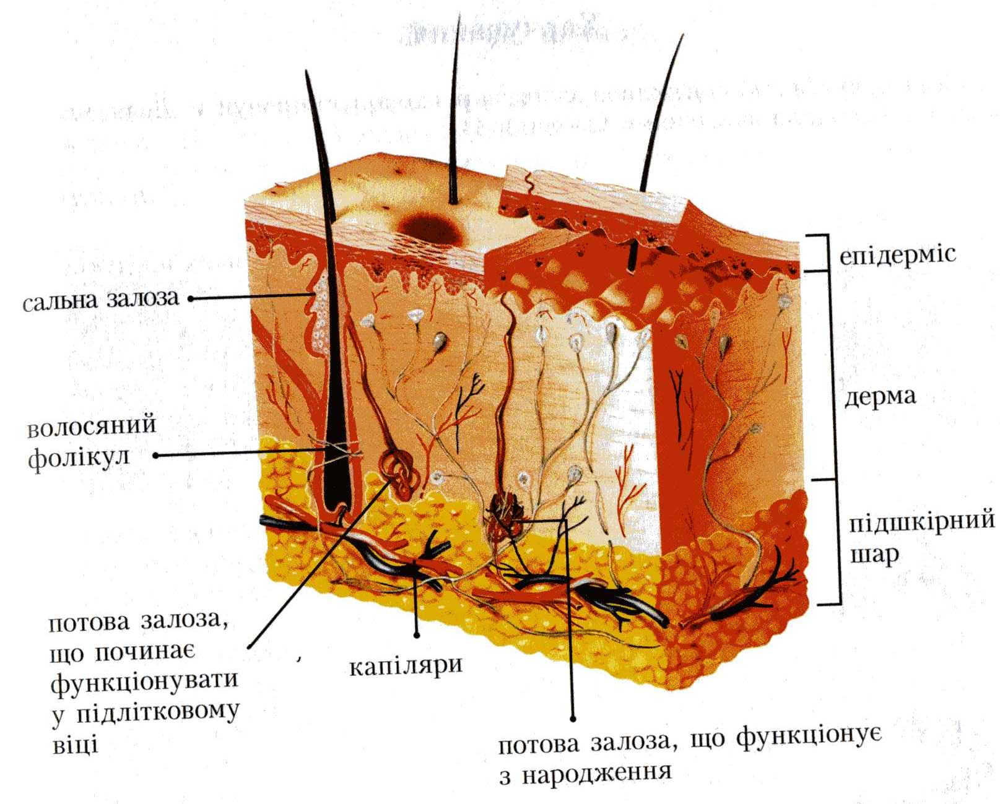 епідерміс
сальна залоза
дерма
волосяний
фолікул
підшкірний
шар
потова залоза,
що починає
функціонувати
у підлітковому
віці
капіляри
потова залоза, що функціонує
з народження